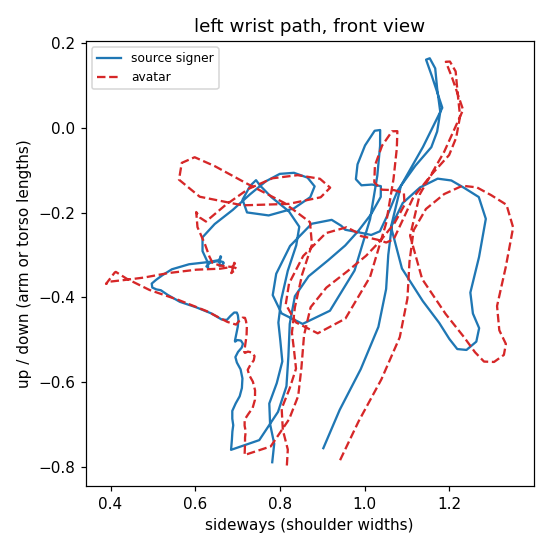 left wrist path, front view
source signer
avatar
up / down (arm or torso lengths)
0.2
0.0
−0.2
−0.4
−0.6
−0.8
0.4 0.6 0.8 1.0 1.2
sideways (shoulder widths)